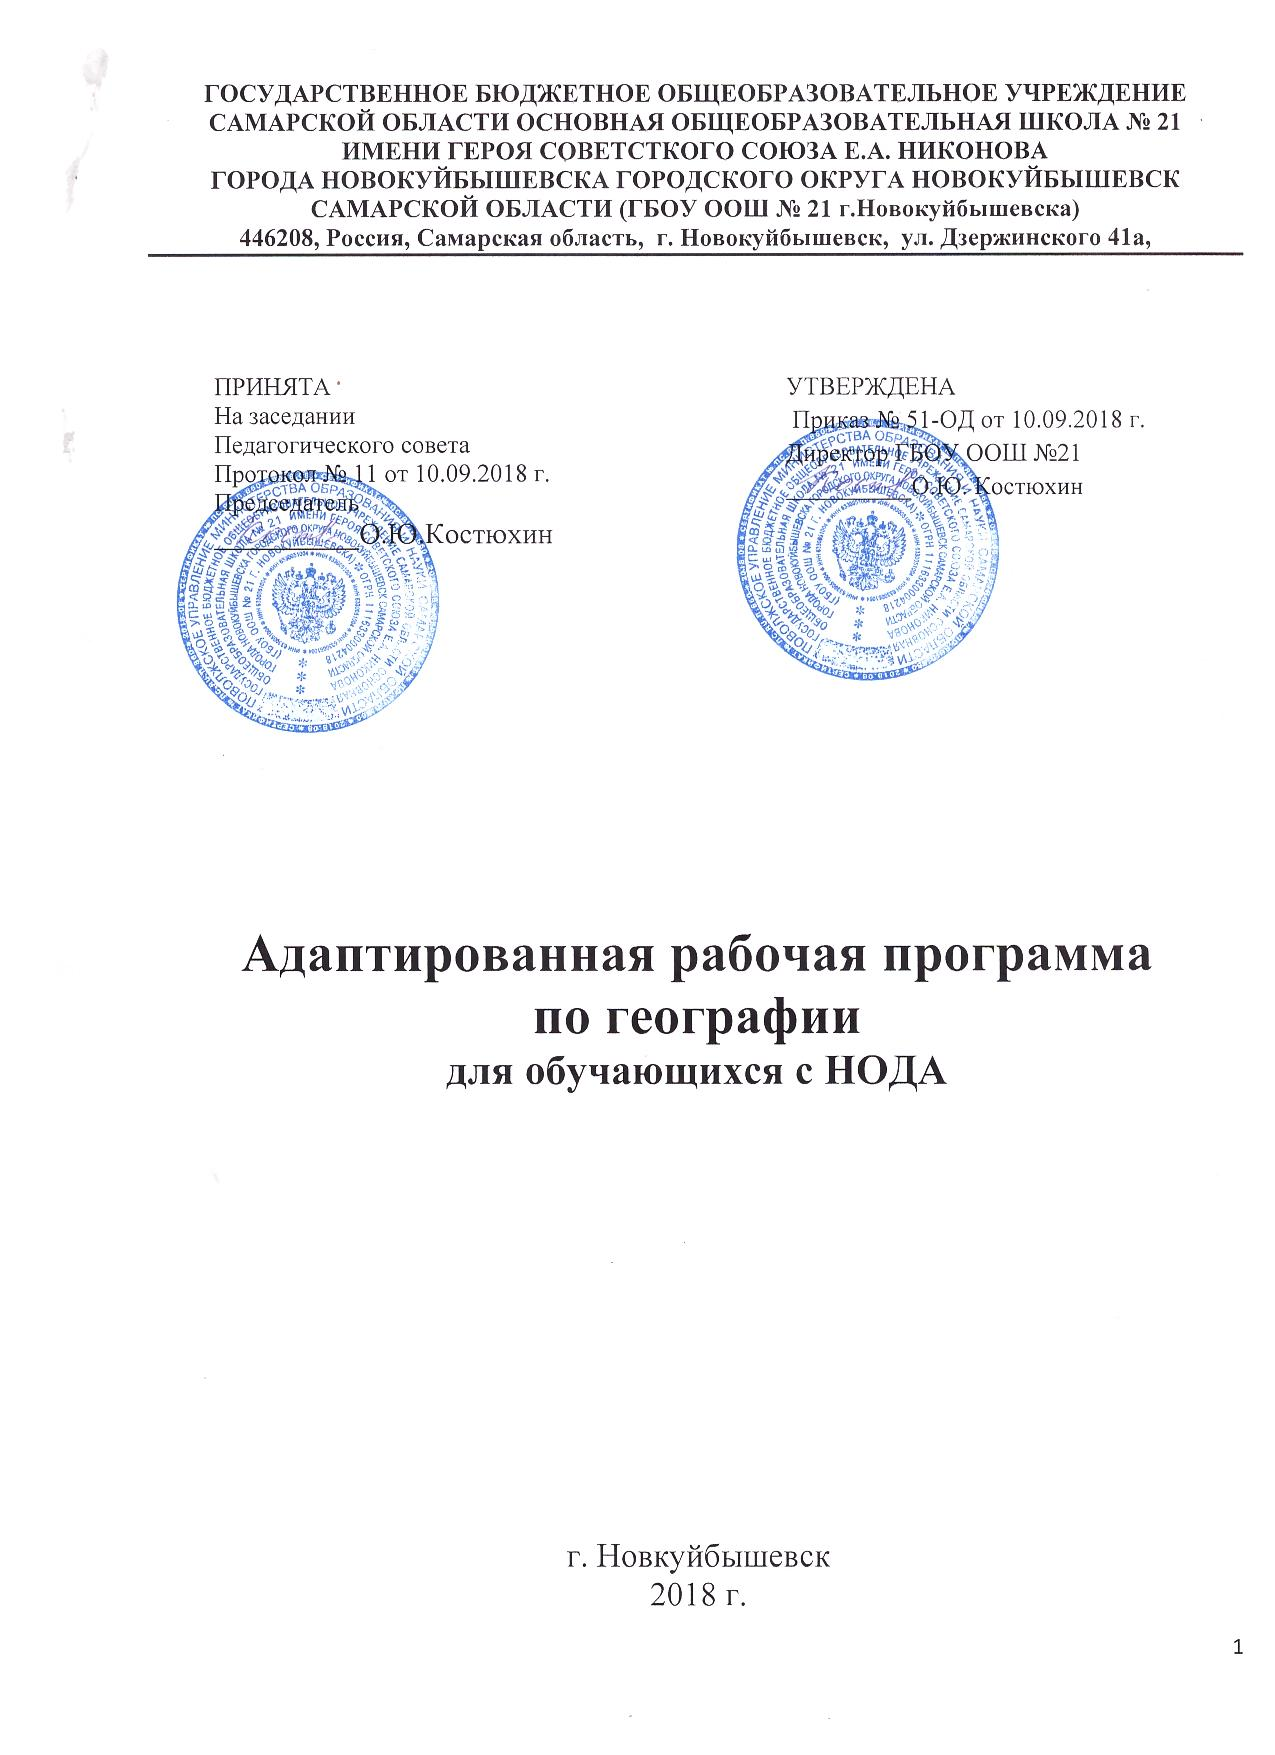 ГОСУДАРСТВЕННОЕ БЮДЖЕТНОЕ ОБЩЕОБРАЗОВАТЕЛЬНОЕ УЧРЕЖДЕНИЕ
САМАРСКОЙ ОБЛАСТИ ОСНОВНАЯ ОБЩЕОБРАЗОВАТЕЛЬНАЯ ШКОЛА № 21
ИМЕНИ ГЕРОЯ СОВЕТСТКОГО СОЮЗА Е.А. НИКОНОВА
ГОРОДА НОВОКУЙБЫШЕВСКА ГОРОДСКОГО ОКРУГА НОВОКУЙБЫШЕВСК
САМАРСКОЙ ОБЛАСТИ (ГБОУ ООШ № 21 г.Новокуйбышевска)
446208, Россия, Самарская область, г. Новокуйбышевск, ул. Дзержинского 41а,
ПРИНЯТА
На заседании
Педагогического совета
Протокол № 11 от 10.09.2018 г.
Председатель
О.Ю.Костюхин
УТВЕРЖДЕНА
Приказ № 51-ОД от 10.09.2018 г.
Директор ГБОУ ООШ №21
О.Ю. Костюхин
Адаптированная рабочая программа
по географии
для обучающихся с НОДА
г. Новкуйбышевск
2018 г.
1